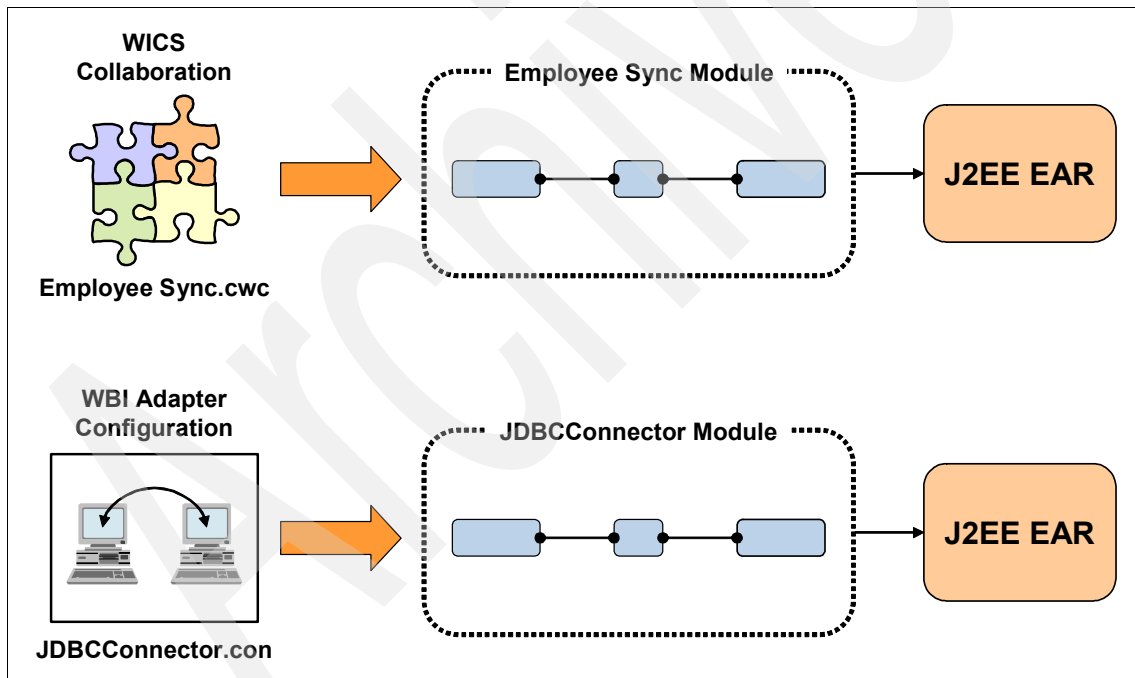 WICS
Collaboration
Employee Sync.cwc
Employee Sync Module
J2EE EAR
WBI Adapter
Configuration
JDBCConnector.con
JDBCConnector Module
J2EE EAR
Archiv